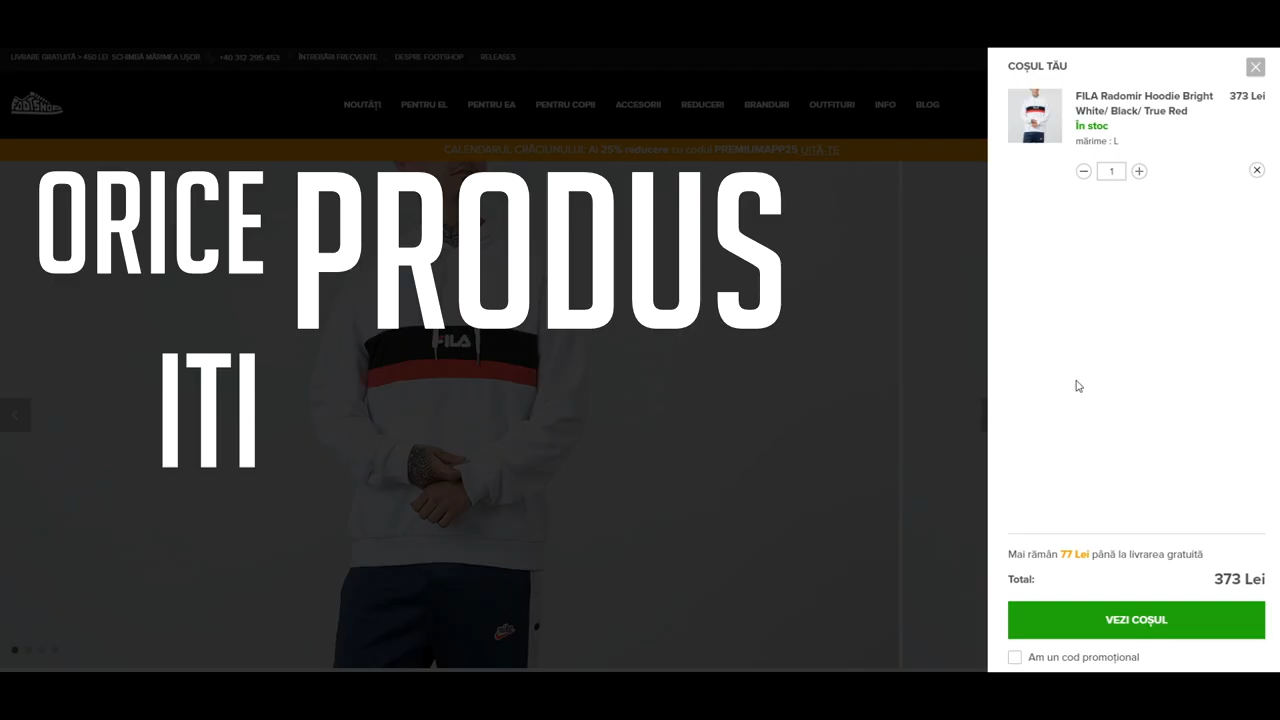 LIVRARE GRATUITĂ > 450 LEI SCHIMBĂ MĂRIMEA UȘOR +40 312 295 453 ÎNTREBĂRI FRECVENTE DESPRE FOOTSHOP RELEASES
FOOTSHOP
NOUTĂȚI PENTRU EL PENTRU EA PENTRU COPII ACCESORII REDUCERI BRANDURI OUTFITURI INFO BLOG
CALENDARUL CRĂCIUNULUI: Ai 25% reducere cu codul PREMIUMAPP25 UITĂ-TE
ORICE PRODUS
ITI
FILA
COȘUL TĂU
FILA Radomir Hoodie Bright 373 Lei
White/ Black/ True Red
În stoc
mărime : L
1
Mai rămân 77 Lei până la livrarea gratuită
Total: 373 Lei
VEZI COȘUL
Am un cod promoțional